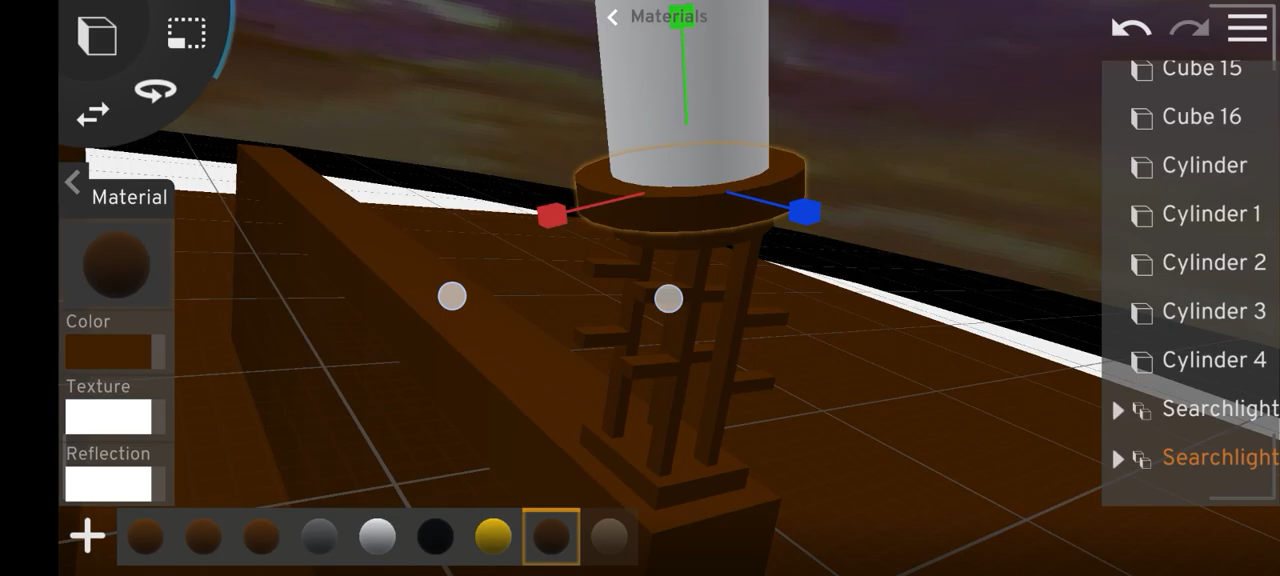 Materials
Cube 15
Cube 16
Cylinder
Cylinder 1
Cylinder 2
Cylinder 3
Cylinder 4
Searchlight
Searchlight
Material
Color
Texture
Reflection